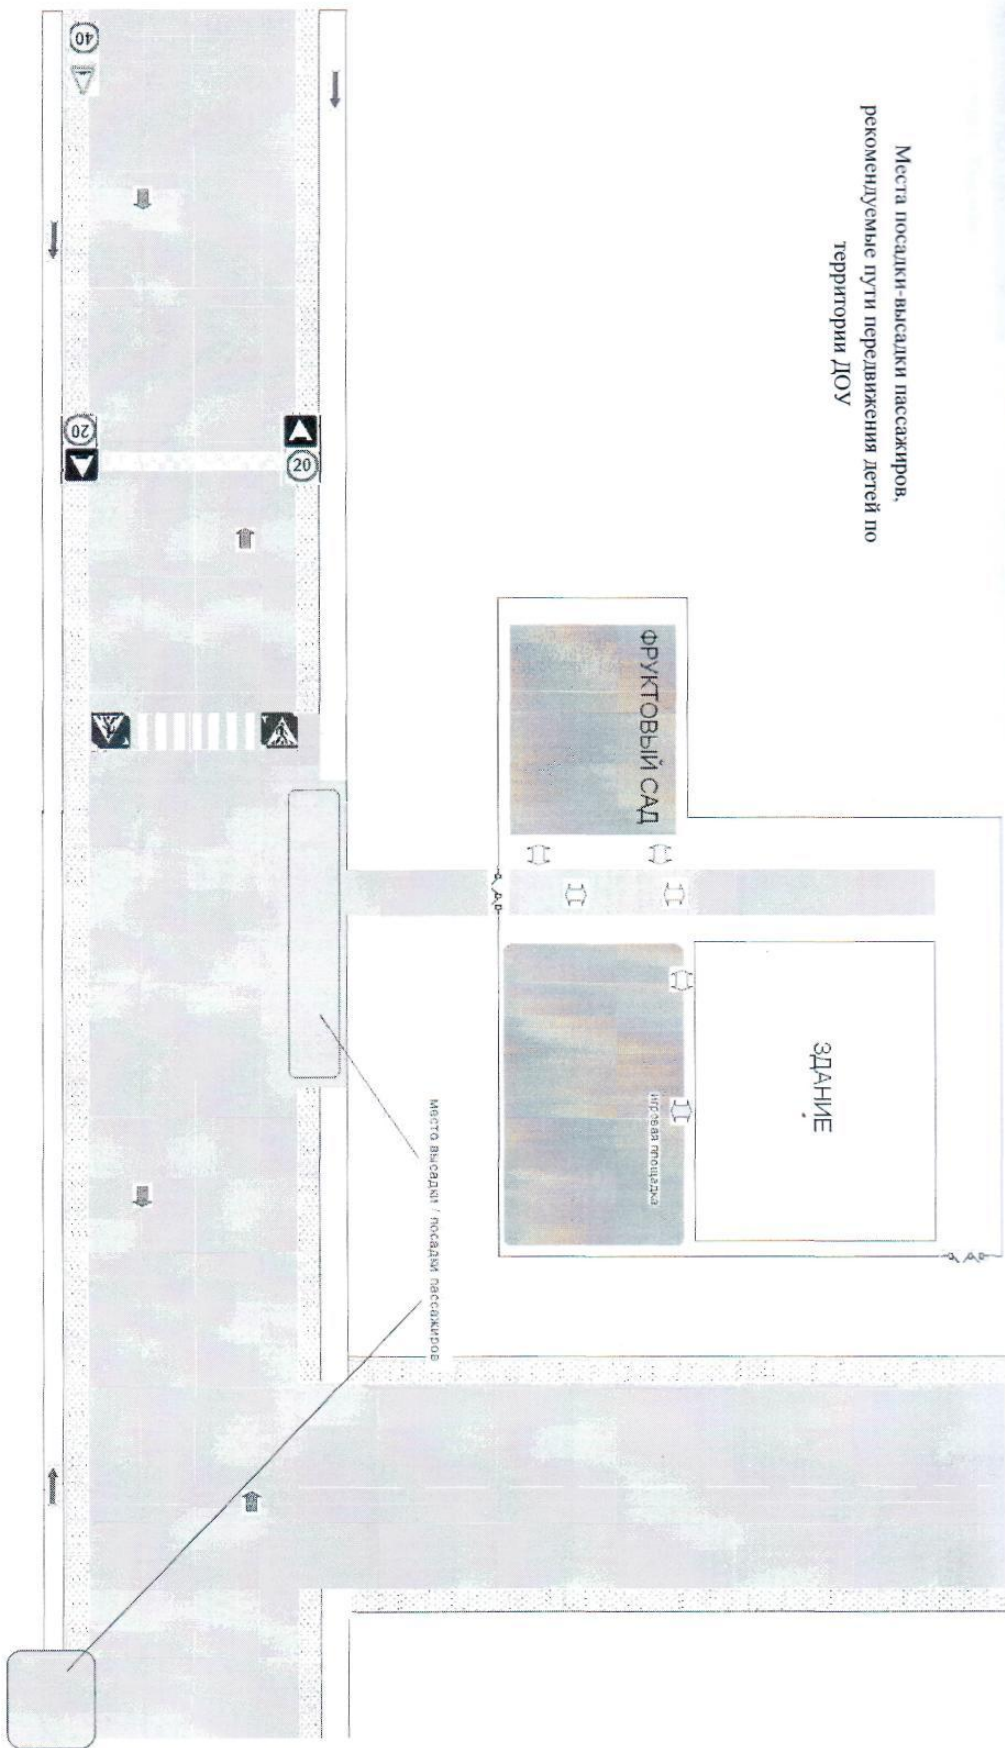 Места посадки-высадки пассажиров,
рекомендуемые пути передвижения детей по
территории ДОУ
ФРУКТОВЫЙ САД
ЗДАНИЕ
игровая площадка
место высадки / посадки пассажиров
40
20
20